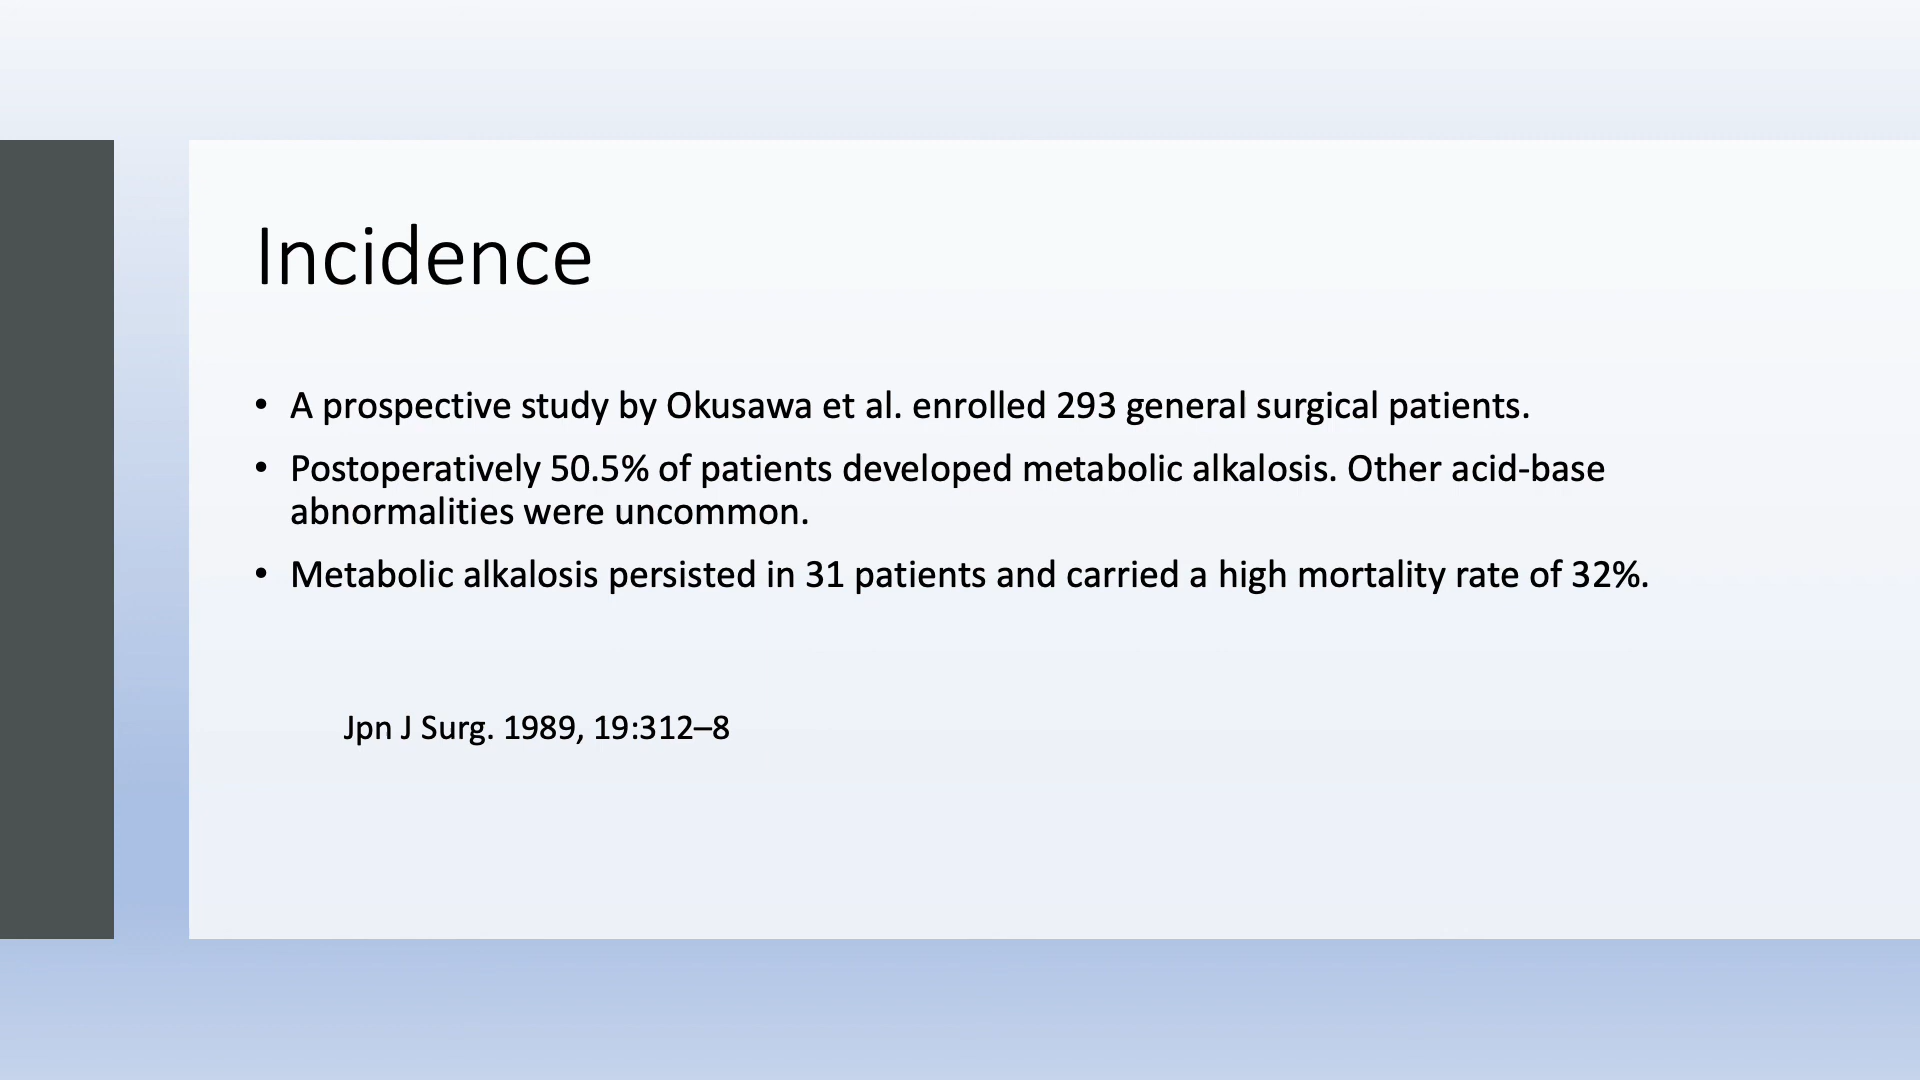 Incidence
• A prospective study by Okusawa et al. enrolled 293 general surgical patients.
• Postoperatively 50.5% of patients developed metabolic alkalosis. Other acid-base
abnormalities were uncommon.
• Metabolic alkalosis persisted in 31 patients and carried a high mortality rate of 32%.
Jpn J Surg. 1989, 19:312–8